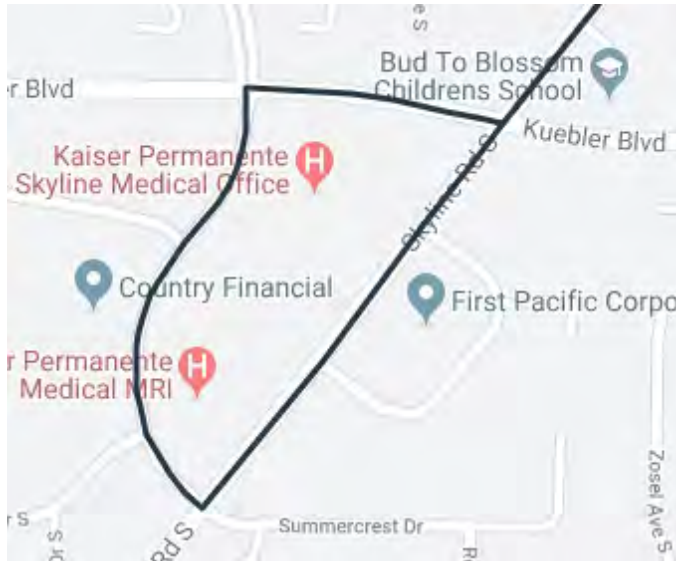 s S
Bud To Blossom
Childrens School
r Blvd
Kuebler Blvd
Kaiser Permanente
Skyline Medical Office
Skyline Rd S
Country Financial
First Pacific Corpo
r Permanente
Medical MRI
Zosel Ave S
r S
Summercrest Dr
Rd S
Ro